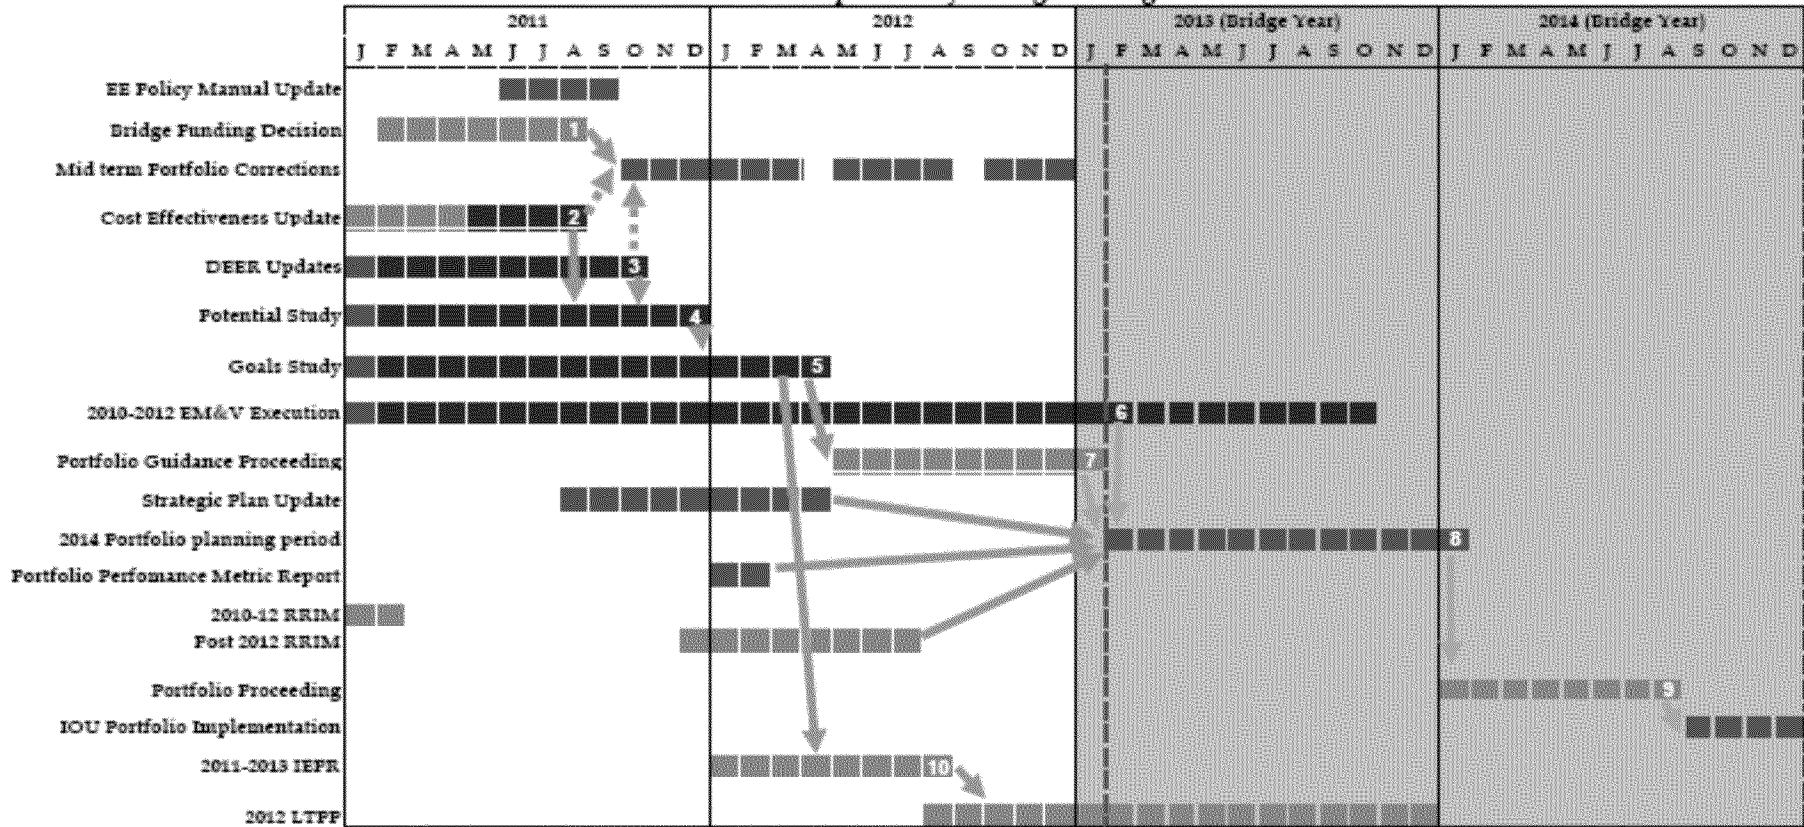 2011 2012 2013 (Bridge Year) 2014 (Bridge Year)
J F M A M J J A S O N D J F M A M J J A S O N D J F M A M J J A S O N D J F M A M J J A S O N D
EE Policy Manual Update
Bridge Funding Decision 1
Mid term Portfolio Corrections
Cost Effectiveness Update 2
DEER Updates 3
Potential Study 4
Goals Study 5
2010-2012 EM&V Execution 6
Portfolio Guidance Proceeding 7
Strategic Plan Update
2014 Portfolio planning period 8
Portfolio Perfomance Metric Report
2010-12 RRIM
Post 2012 RRIM
Portfolio Proceeding 9
IOU Portfolio Implementation
2011-2013 IEPR 10
2012 LTPP